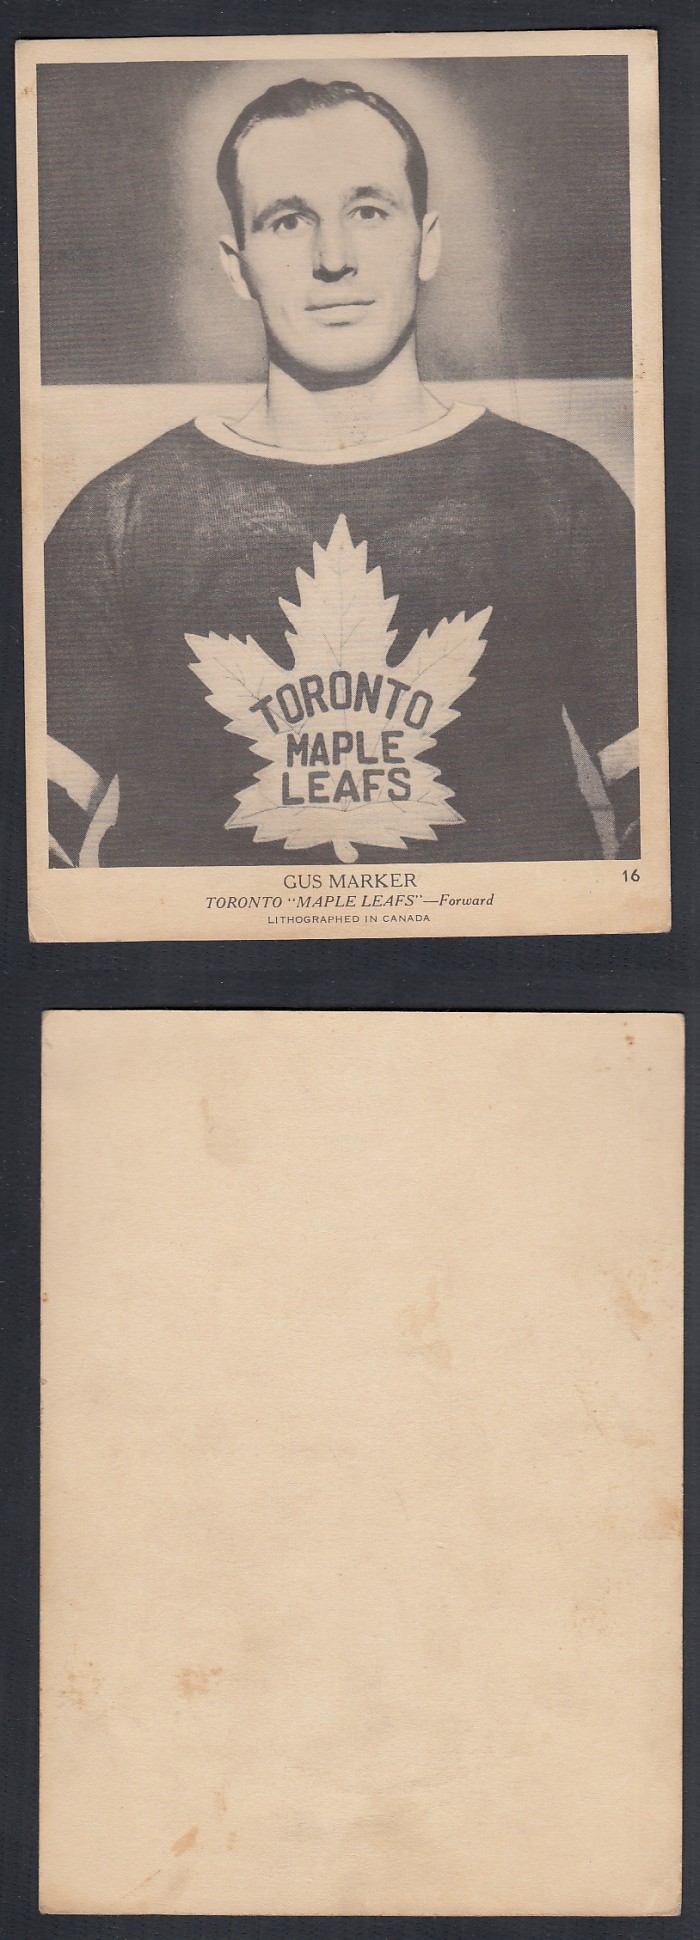 TORONTO
MAPLE
LEAFS
GUS MARKER
16
TORONTO "MAPLE LEAFS"—Forward
LITHOGRAPHED IN CANADA